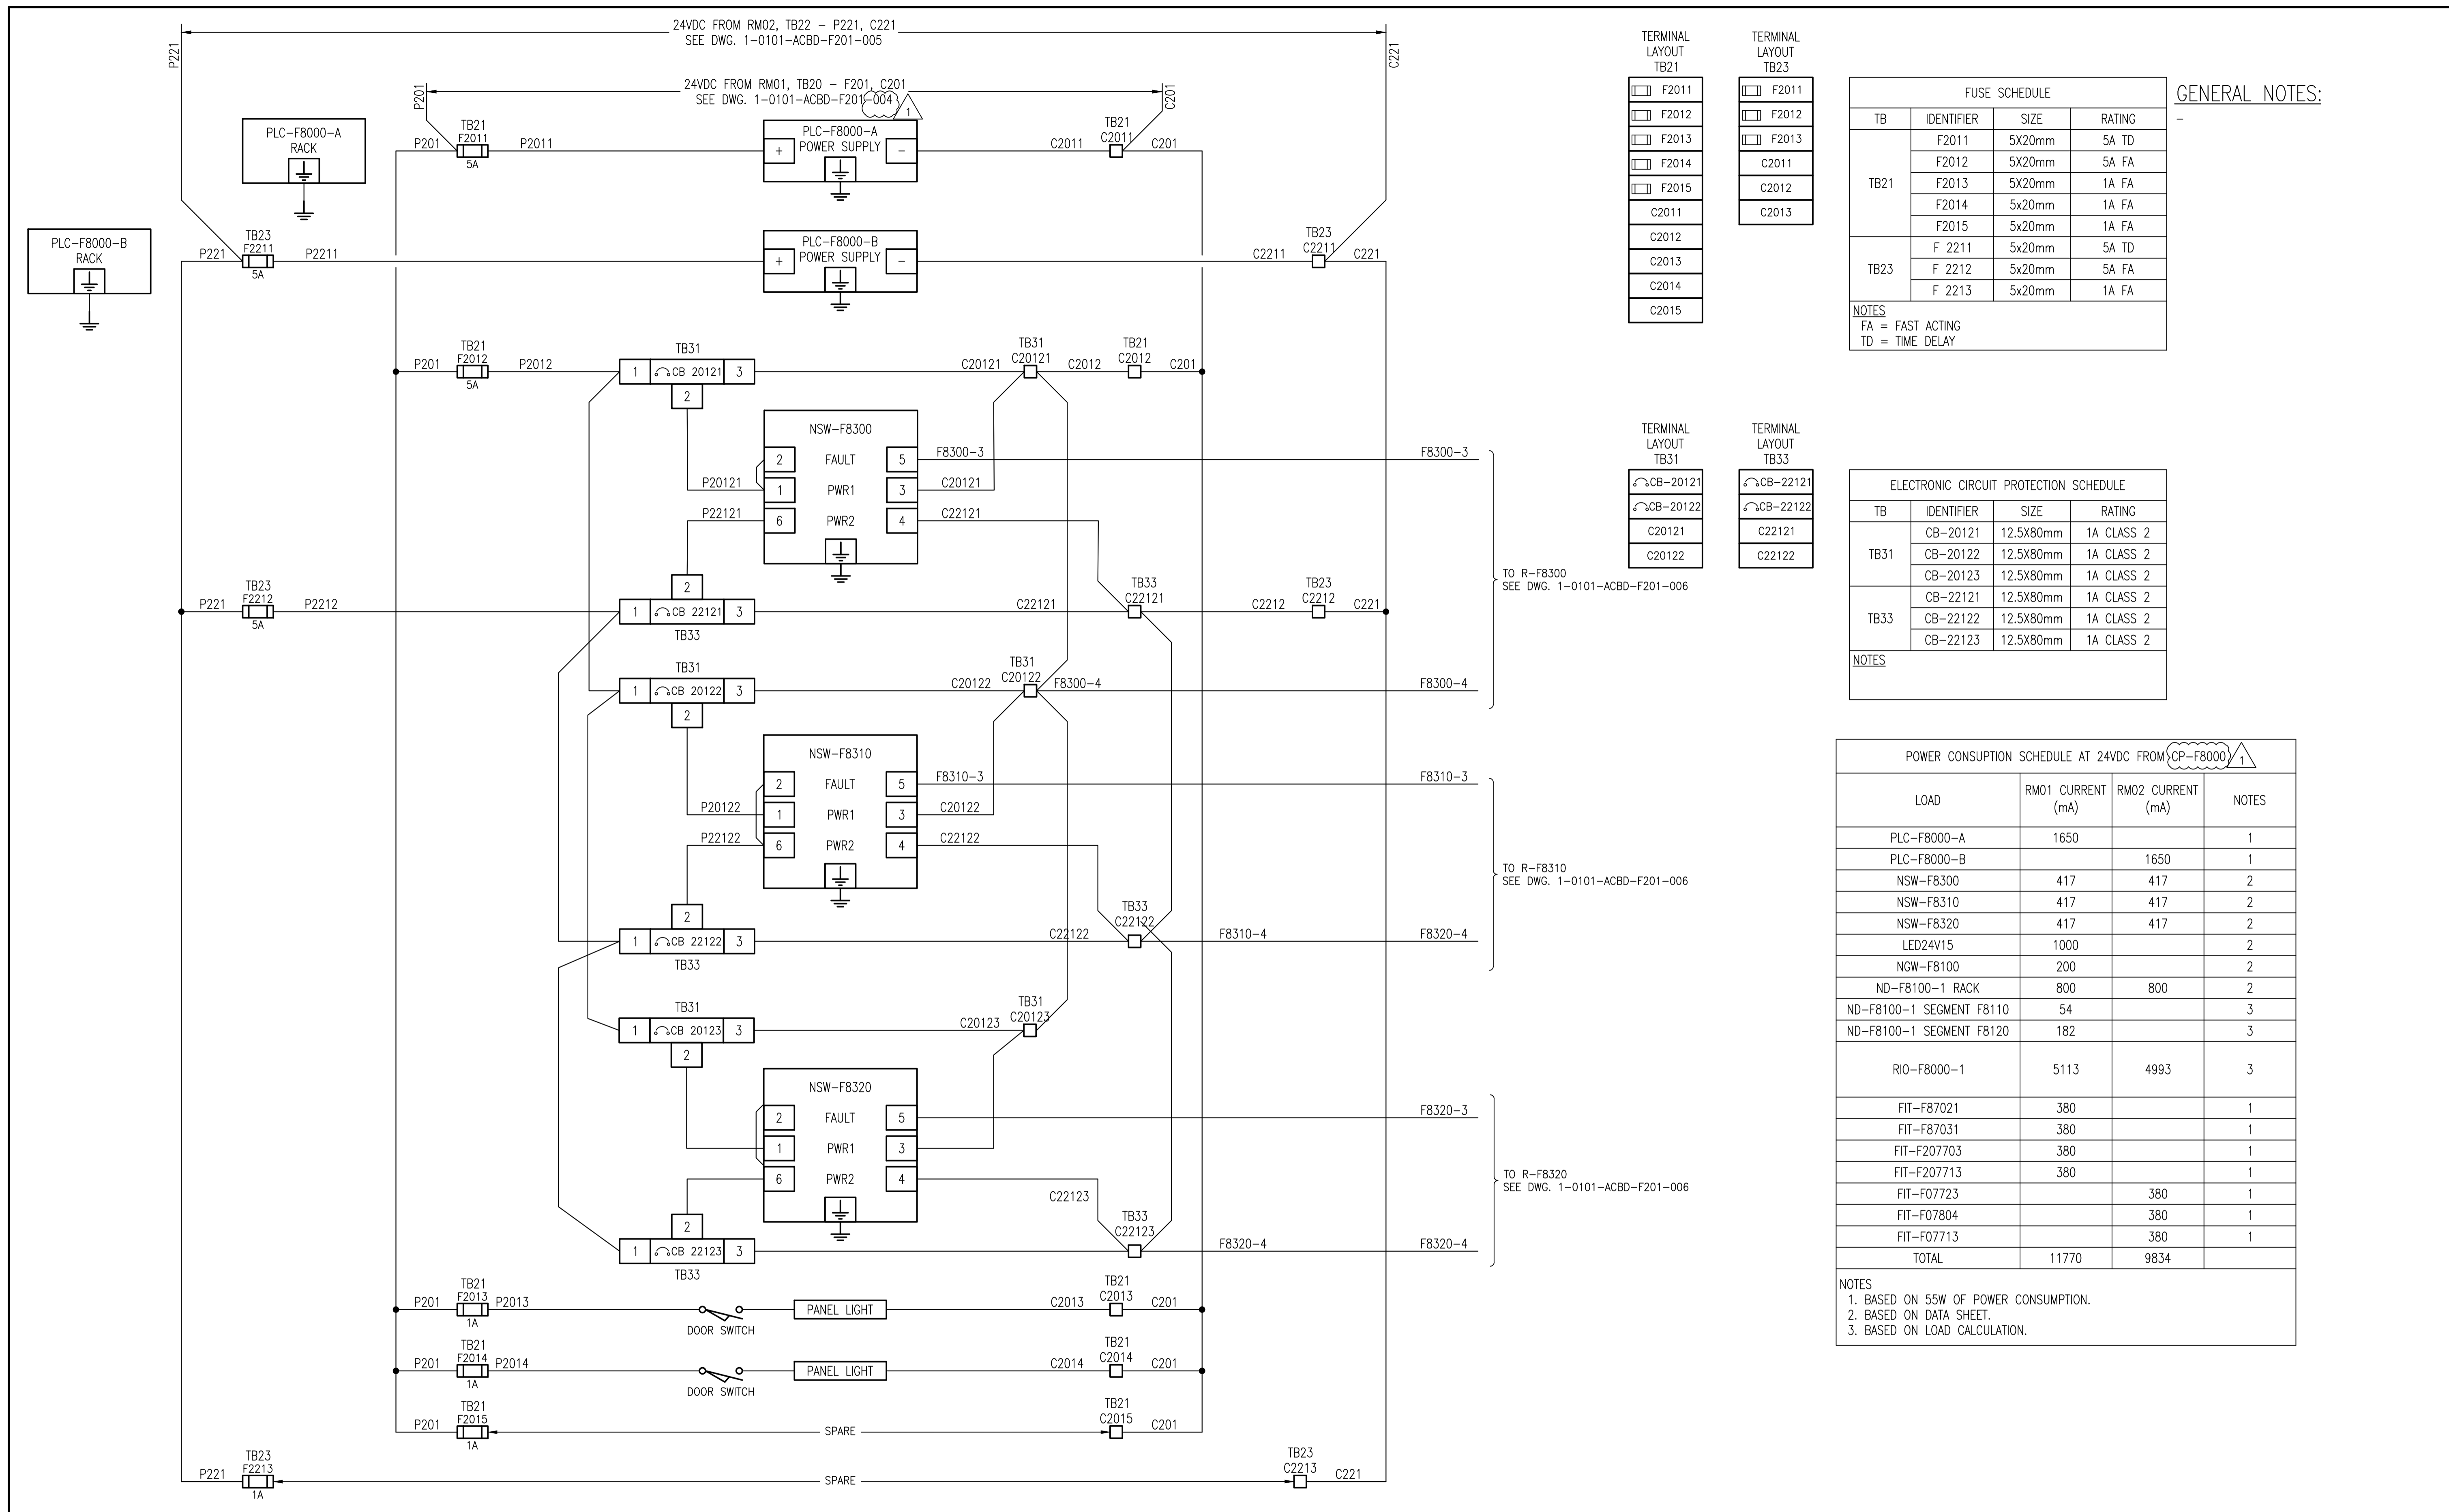 24VDC FROM RM02, TB22 – P221, C221
SEE DWG. 1–0101–ACBD–F201–005
P221
C221
24VDC FROM RM01, TB20 – F201, C201
SEE DWG. 1–0101–ACBD–F201–004
1
P201
C201
PLC–F8000–A
RACK
PLC–F8000–B
RACK
TB21
F2011
5A
P201
P2011
PLC–F8000–A
POWER SUPPLY
+
–
C2011
TB21
C2011
C201
TB23
F2211
5A
P221
P2211
PLC–F8000–B
POWER SUPPLY
+
–
C2211
TB23
C2211
C221
TB21
F2012
5A
P201
P2012
TB31
1 CB 20121 3
2
C20121
TB31
C20121
C2012
TB21
C2012
C201
NSW–F8300
2 FAULT 5
1 PWR1 3
6 PWR2 4
P20121
P22121
F8300–3
F8300–3
C20121
C22121
TB23
F2212
5A
P221
P2212
2
1 CB 22121 3
TB33
C22121
TB33
C22121
C2212
TB23
C2212
C221
TO R–F8300
SEE DWG. 1–0101–ACBD–F201–006
TB31
1 CB 20122 3
2
C20122
TB31
C20122
F8300–4
F8300–4
NSW–F8310
2 FAULT 5
1 PWR1 3
6 PWR2 4
P20122
P22122
F8310–3
F8310–3
C20122
C22122
TO R–F8310
SEE DWG. 1–0101–ACBD–F201–006
2
1 CB 22122 3
TB33
C22122
TB33
C22122
F8310–4
F8320–4
TB31
1 CB 20123 3
2
C20123
TB31
C20123
NSW–F8320
2 FAULT 5
1 PWR1 3
6 PWR2 4
F8320–3
C22123
TO R–F8320
SEE DWG. 1–0101–ACBD–F201–006
2
1 CB 22123 3
TB33
TB33
C22123
F8320–4
F8320–4
TB21
F2013
1A
P201
P2013
DOOR SWITCH
PANEL LIGHT
C2013
TB21
C2013
C201
TB21
F2014
1A
P201
P2014
DOOR SWITCH
PANEL LIGHT
C2014
TB21
C2014
C201
TB21
F2015
1A
P201
SPARE
TB21
C2015
C201
TB23
F2213
1A
P221
SPARE
TB23
C2213
C221
TERMINAL
LAYOUT
TB21
F2011
F2012
F2013
F2014
F2015
C2011
C2012
C2013
C2014
C2015
TERMINAL
LAYOUT
TB23
F2011
F2012
F2013
C2011
C2012
C2013
FUSE SCHEDULE
TB IDENTIFIER SIZE RATING
TB21
F2011 5X20mm 5A TD
F2012 5X20mm 5A FA
F2013 5X20mm 1A FA
F2014 5x20mm 1A FA
F2015 5x20mm 1A FA
TB23
F 2211 5x20mm 5A TD
F 2212 5x20mm 5A FA
F 2213 5x20mm 1A FA
NOTES
FA = FAST ACTING
TD = TIME DELAY
GENERAL NOTES:
–
TERMINAL
LAYOUT
TB31
CB–20121
CB–20122
C20121
C20122
TERMINAL
LAYOUT
TB33
CB–22121
CB–22122
C22121
C22122
ELECTRONIC CIRCUIT PROTECTION SCHEDULE
TB IDENTIFIER SIZE RATING
TB31
CB–20121 12.5X80mm 1A CLASS 2
CB–20122 12.5X80mm 1A CLASS 2
CB–20123 12.5X80mm 1A CLASS 2
TB33
CB–22121 12.5X80mm 1A CLASS 2
CB–22122 12.5X80mm 1A CLASS 2
CB–22123 12.5X80mm 1A CLASS 2
NOTES
POWER CONSUPTION SCHEDULE AT 24VDC FROM CP–F8000
1
LOAD RM01 CURRENT (mA) RM02 CURRENT (mA) NOTES
PLC–F8000–A 1650 1
PLC–F8000–B 1650 1
NSW–F8300 417 417 2
NSW–F8310 417 417 2
NSW–F8320 417 417 2
LED24V15 1000 2
NGW–F8100 200 2
ND–F8100–1 RACK 800 800 2
ND–F8100–1 SEGMENT F8110 54 3
ND–F8100–1 SEGMENT F8120 182 3
RIO–F8000–1 5113 4993 3
FIT–F87021 380 1
FIT–F87031 380 1
FIT–F207703 380 1
FIT–F207713 380 1
FIT–F07723 380 1
FIT–F07804 380 1
FIT–F07713 380 1
TOTAL 11770 9834
NOTES
1. BASED ON 55W OF POWER CONSUMPTION.
2. BASED ON DATA SHEET.
3. BASED ON LOAD CALCULATION.